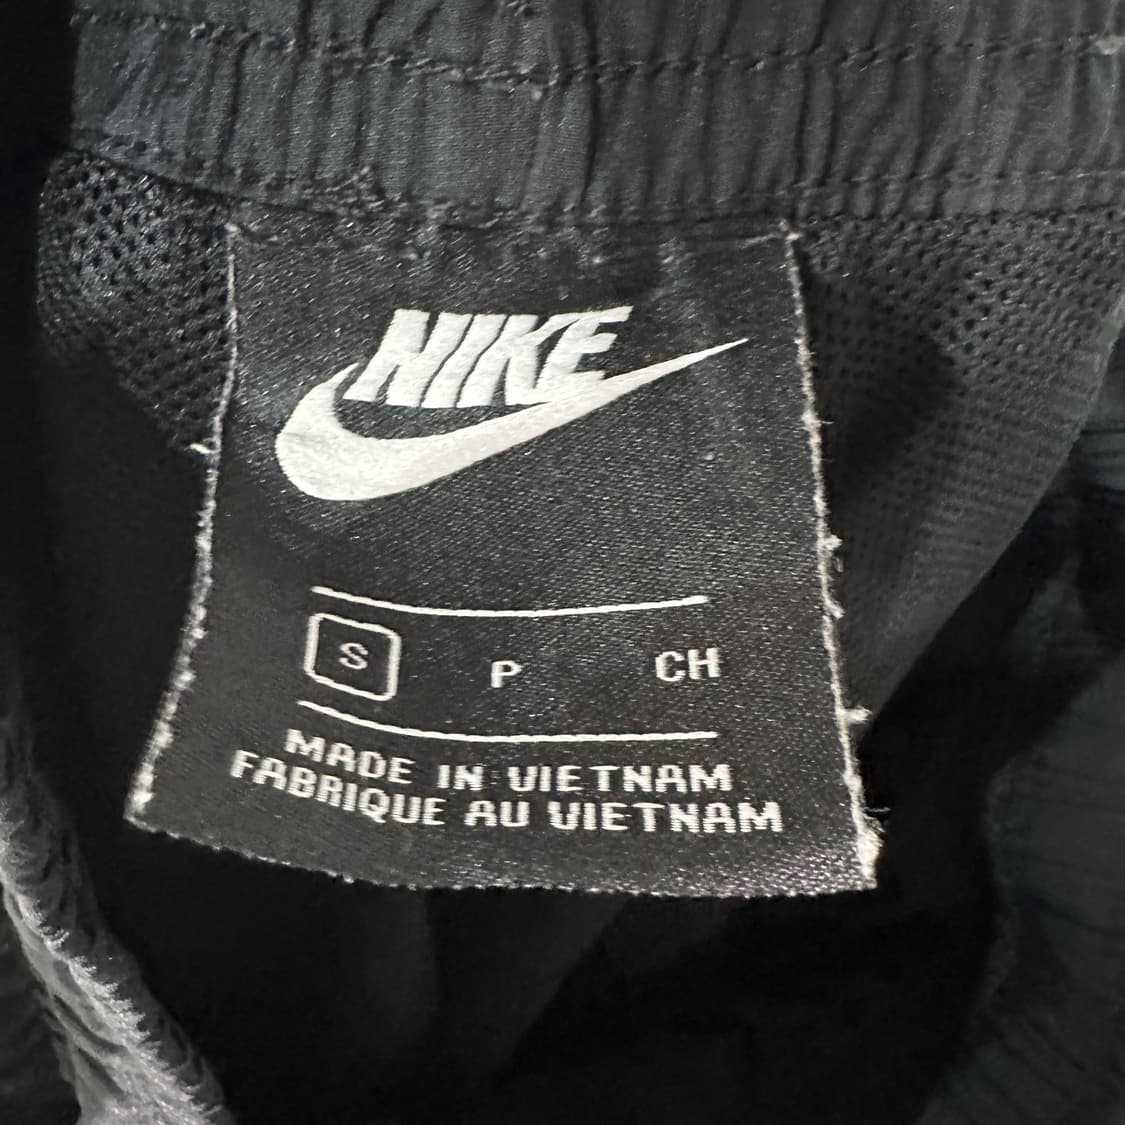 NIKE
S P CH
MADE IN VIETNAM
FABRIQUE AU VIETNAM